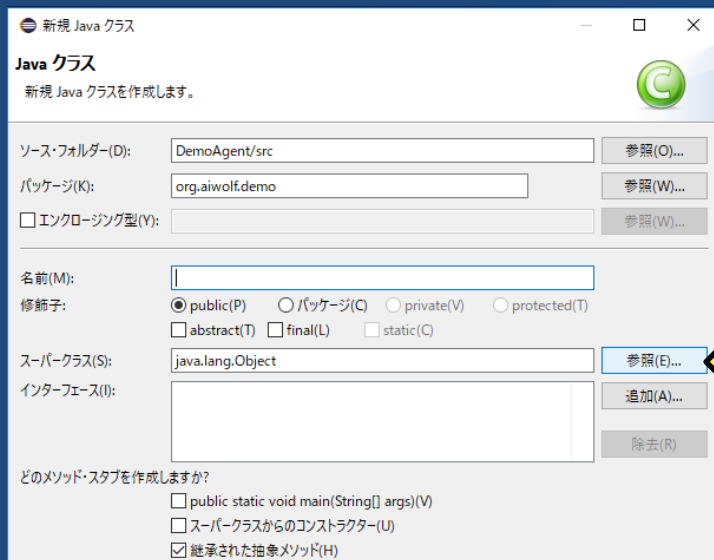 新規 Java クラス
Java クラス
新規 Java クラスを作成します。
C
ソース・フォルダー(D): DemoAgent/src 参照(O)...
パッケージ(K): org.aiwolf.demo 参照(W)...
エンクロージング型(Y): 参照(W)...
名前(M):
修飾子: public(P) パッケージ(C) private(V) protected(T)
abstract(T) final(L) static(C)
スーパークラス(S): java.lang.Object 参照(E)...
インターフェース(I): 追加(A)...
除去(R)
どのメソッド・スタブを作成しますか?
public static void main(String[] args)(V)
スーパークラスからのコンストラクター(U)
継承された抽象メソッド(H)